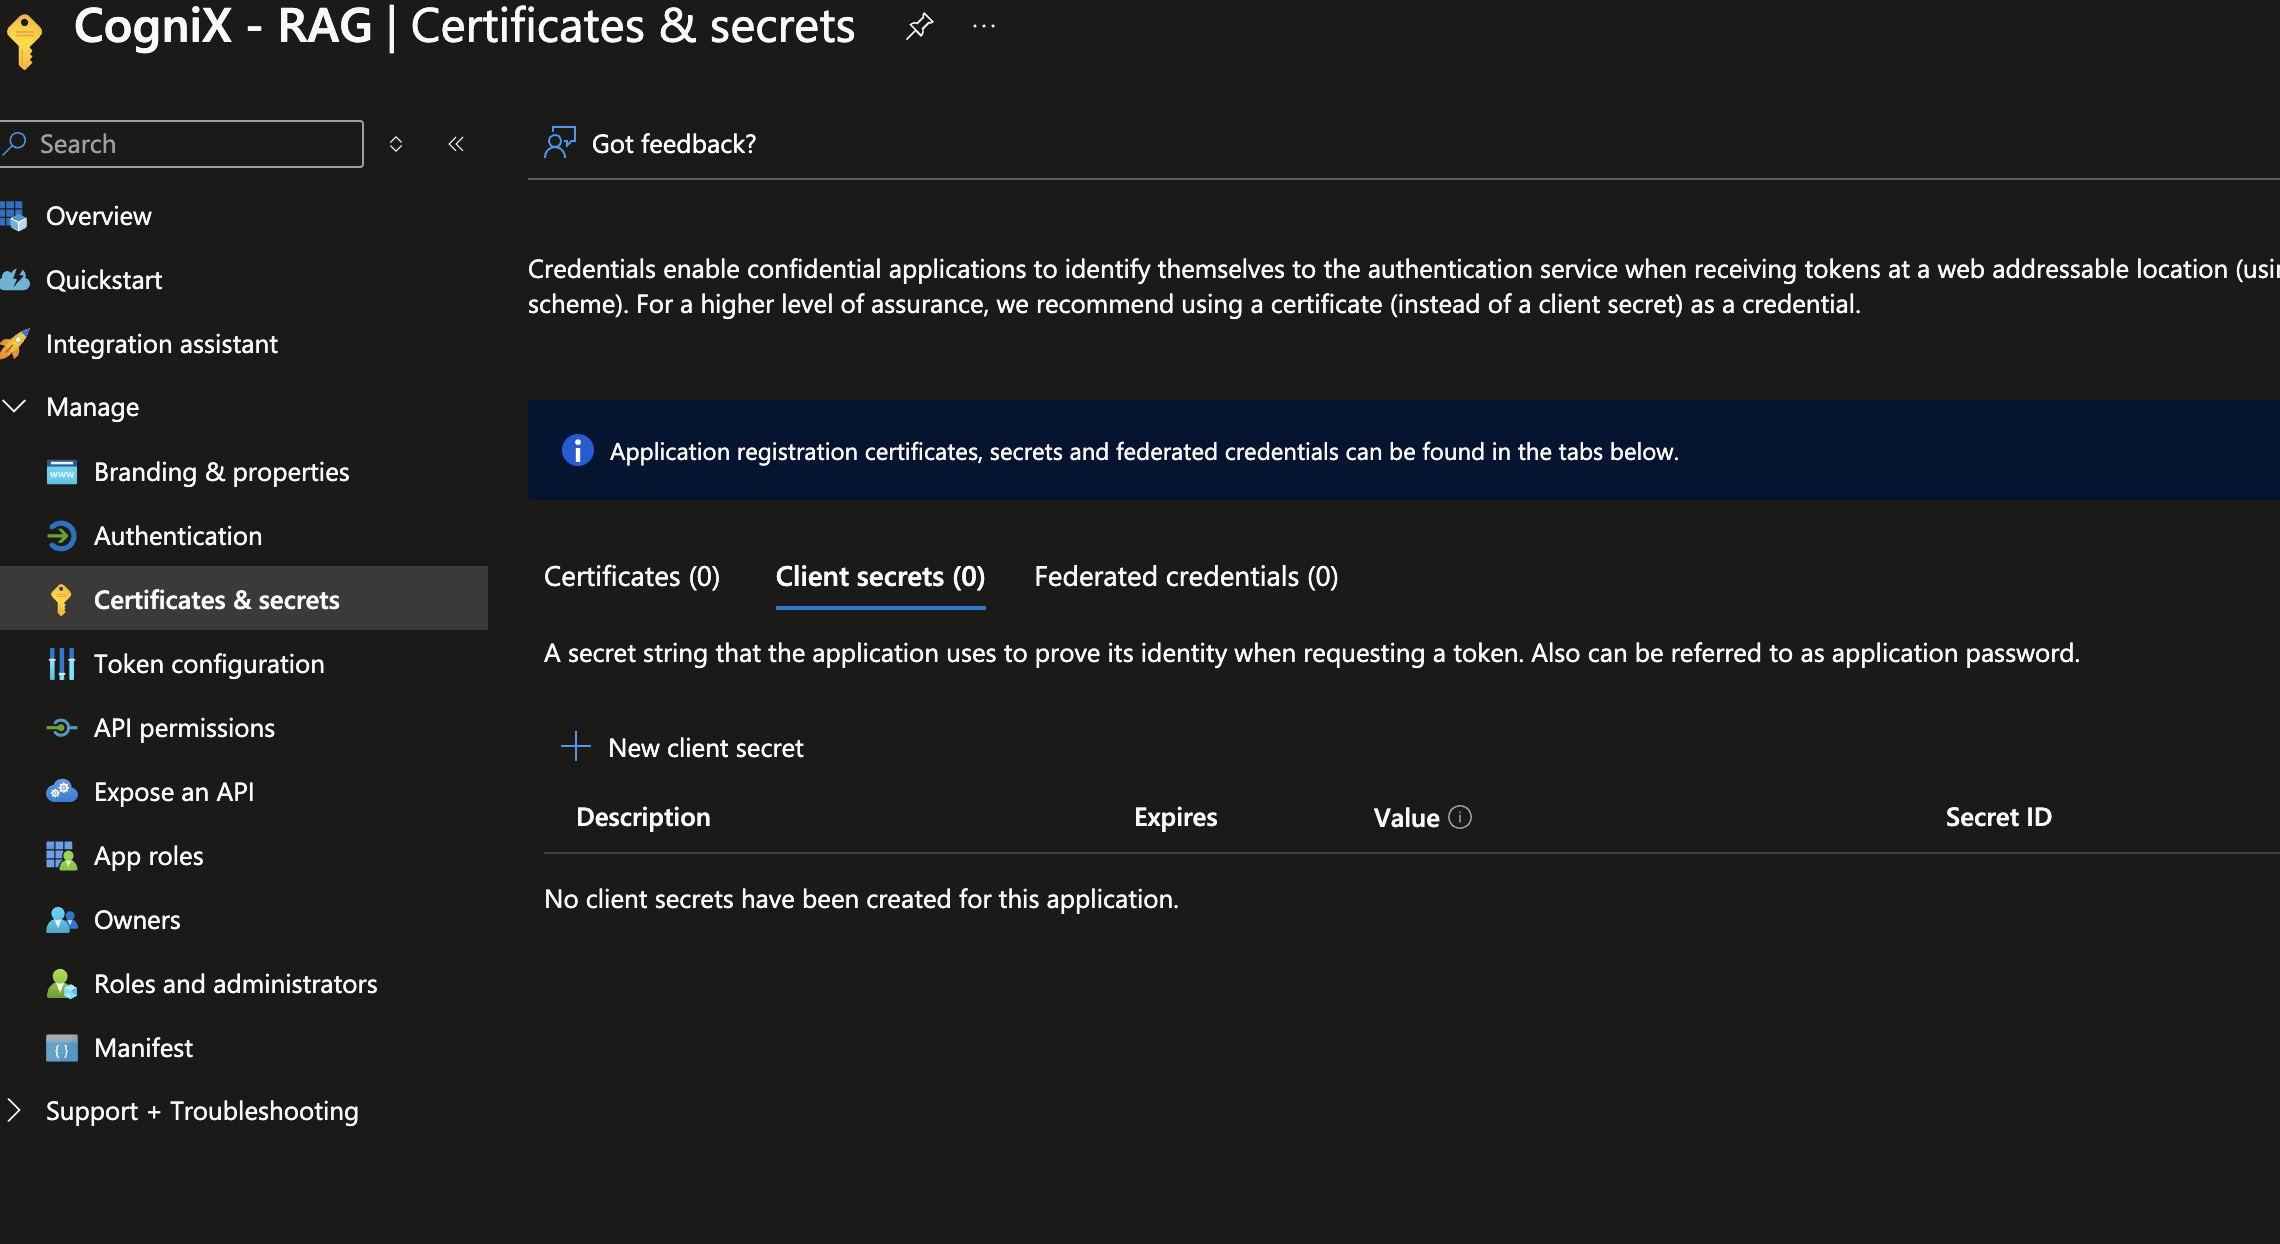 CogniX - RAG | Certificates & secrets
Search
Got feedback?
Overview
Quickstart
Integration assistant
Manage
Branding & properties
Authentication
Certificates & secrets
Token configuration
API permissions
Expose an API
App roles
Owners
Roles and administrators
Manifest
Support + Troubleshooting
Credentials enable confidential applications to identify themselves to the authentication service when receiving tokens at a web addressable location
scheme). For a higher level of assurance, we recommend using a certificate (instead of a client secret) as a credential.
Application registration certificates, secrets and federated credentials can be found in the tabs below.
Certificates (0) Client secrets (0) Federated credentials (0)
A secret string that the application uses to prove its identity when requesting a token. Also can be referred to as application password.
New client secret
Description Expires Value Secret ID
No client secrets have been created for this application.